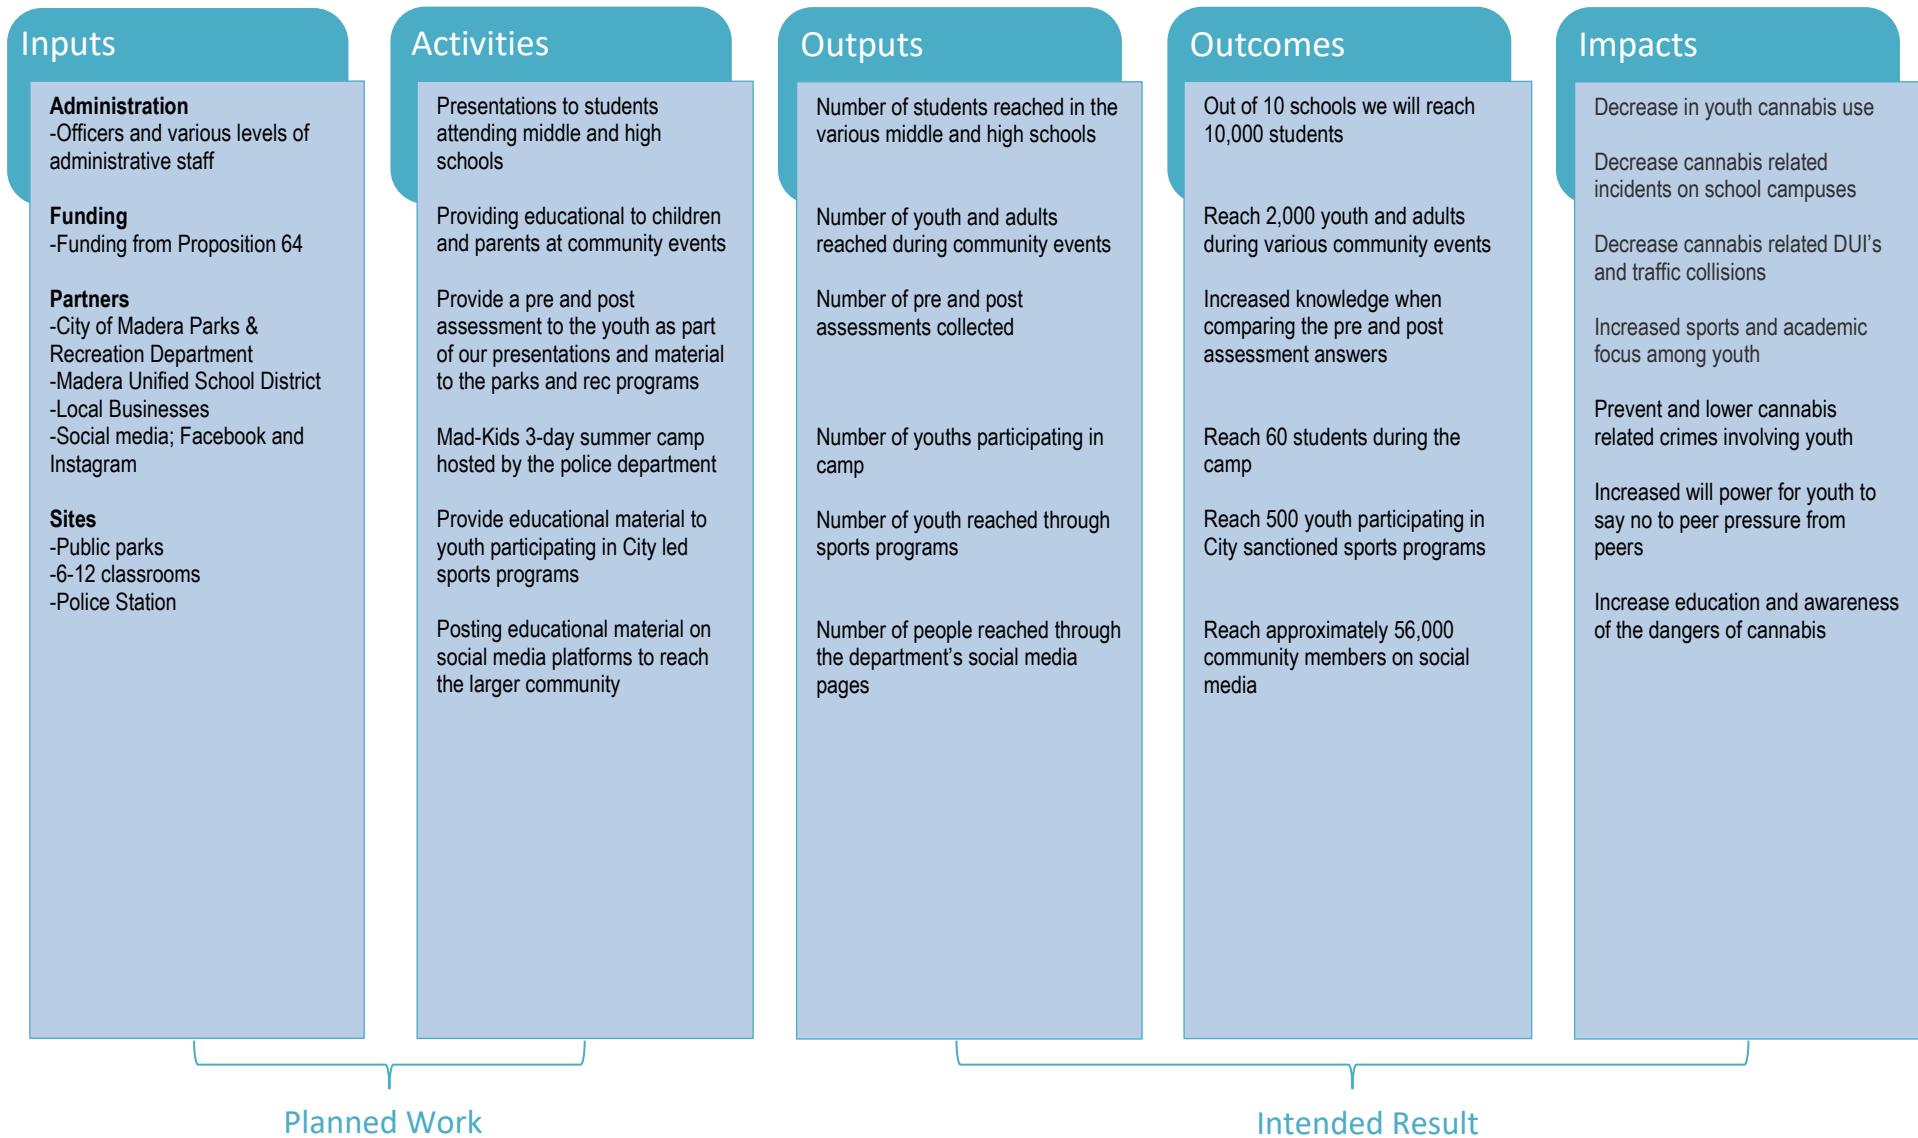 Inputs
Administration
-Officers and various levels of
administrative staff
Funding
-Funding from Proposition 64
Partners
-City of Madera Parks &
Recreation Department
-Madera Unified School District
-Local Businesses
-Social media; Facebook and
Instagram
Sites
-Public parks
-6-12 classrooms
-Police Station
Activities
Presentations to students
attending middle and high
schools
Providing educational to children
and parents at community events
Provide a pre and post
assessment to the youth as part
of our presentations and material
to the parks and rec programs
Mad-Kids 3-day summer camp
hosted by the police department
Provide educational material to
youth participating in City led
sports programs
Posting educational material on
social media platforms to reach
the larger community
Outputs
Number of students reached in the
various middle and high schools
Number of youth and adults
reached during community events
Number of pre and post
assessments collected
Number of youths participating in
camp
Number of youth reached through
sports programs
Number of people reached through
the department’s social media
pages
Outcomes
Out of 10 schools we will reach
10,000 students
Reach 2,000 youth and adults
during various community events
Increased knowledge when
comparing the pre and post
assessment answers
Reach 60 students during the
camp
Reach 500 youth participating in
City sanctioned sports programs
Reach approximately 56,000
community members on social
media
Impacts
Decrease in youth cannabis use
Decrease cannabis related
incidents on school campuses
Decrease cannabis related DUI’s
and traffic collisions
Increased sports and academic
focus among youth
Prevent and lower cannabis
related crimes involving youth
Increased will power for youth to
say no to peer pressure from
peers
Increase education and awareness
of the dangers of cannabis
Planned Work
Intended Result